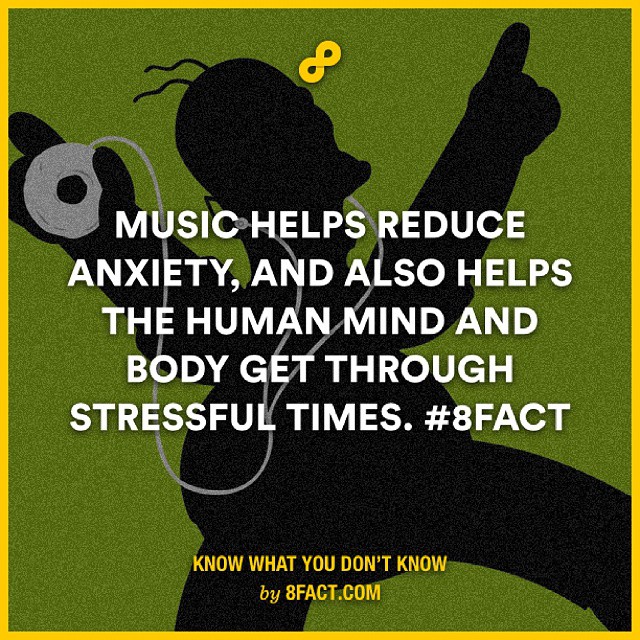 MUSIC HELPS REDUCE
ANXIETY, AND ALSO HELPS
THE HUMAN MIND AND
BODY GET THROUGH
STRESSFUL TIMES. #8FACT
KNOW WHAT YOU DON'T KNOW
by 8FACT.COM